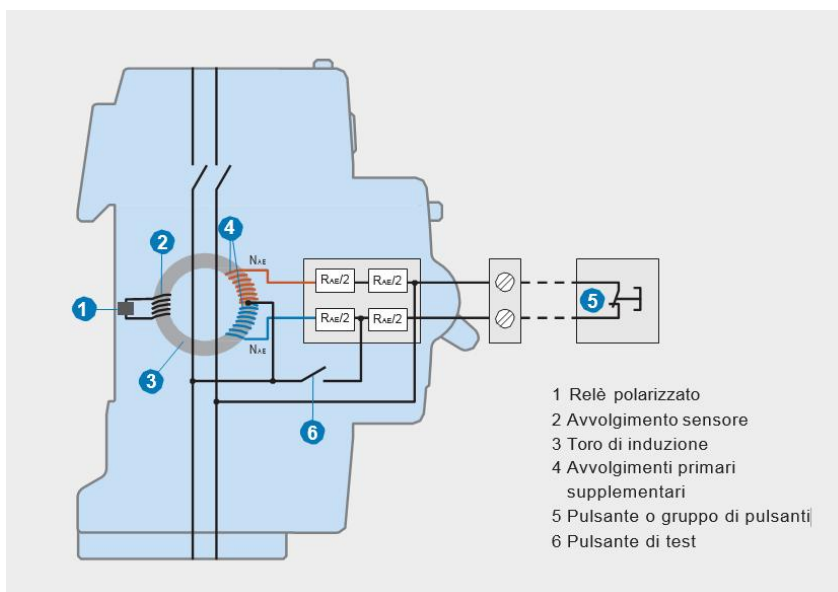 4
2
NAE
RAE/2
RAE/2
1
5
RAE/2
RAE/2
NAE
3
6
1 Relè polarizzato
2 Avvolgimento sensore
3 Toro di induzione
4 Avvolgimenti primari
supplementari
5 Pulsante o gruppo di pulsanti
6 Pulsante di test